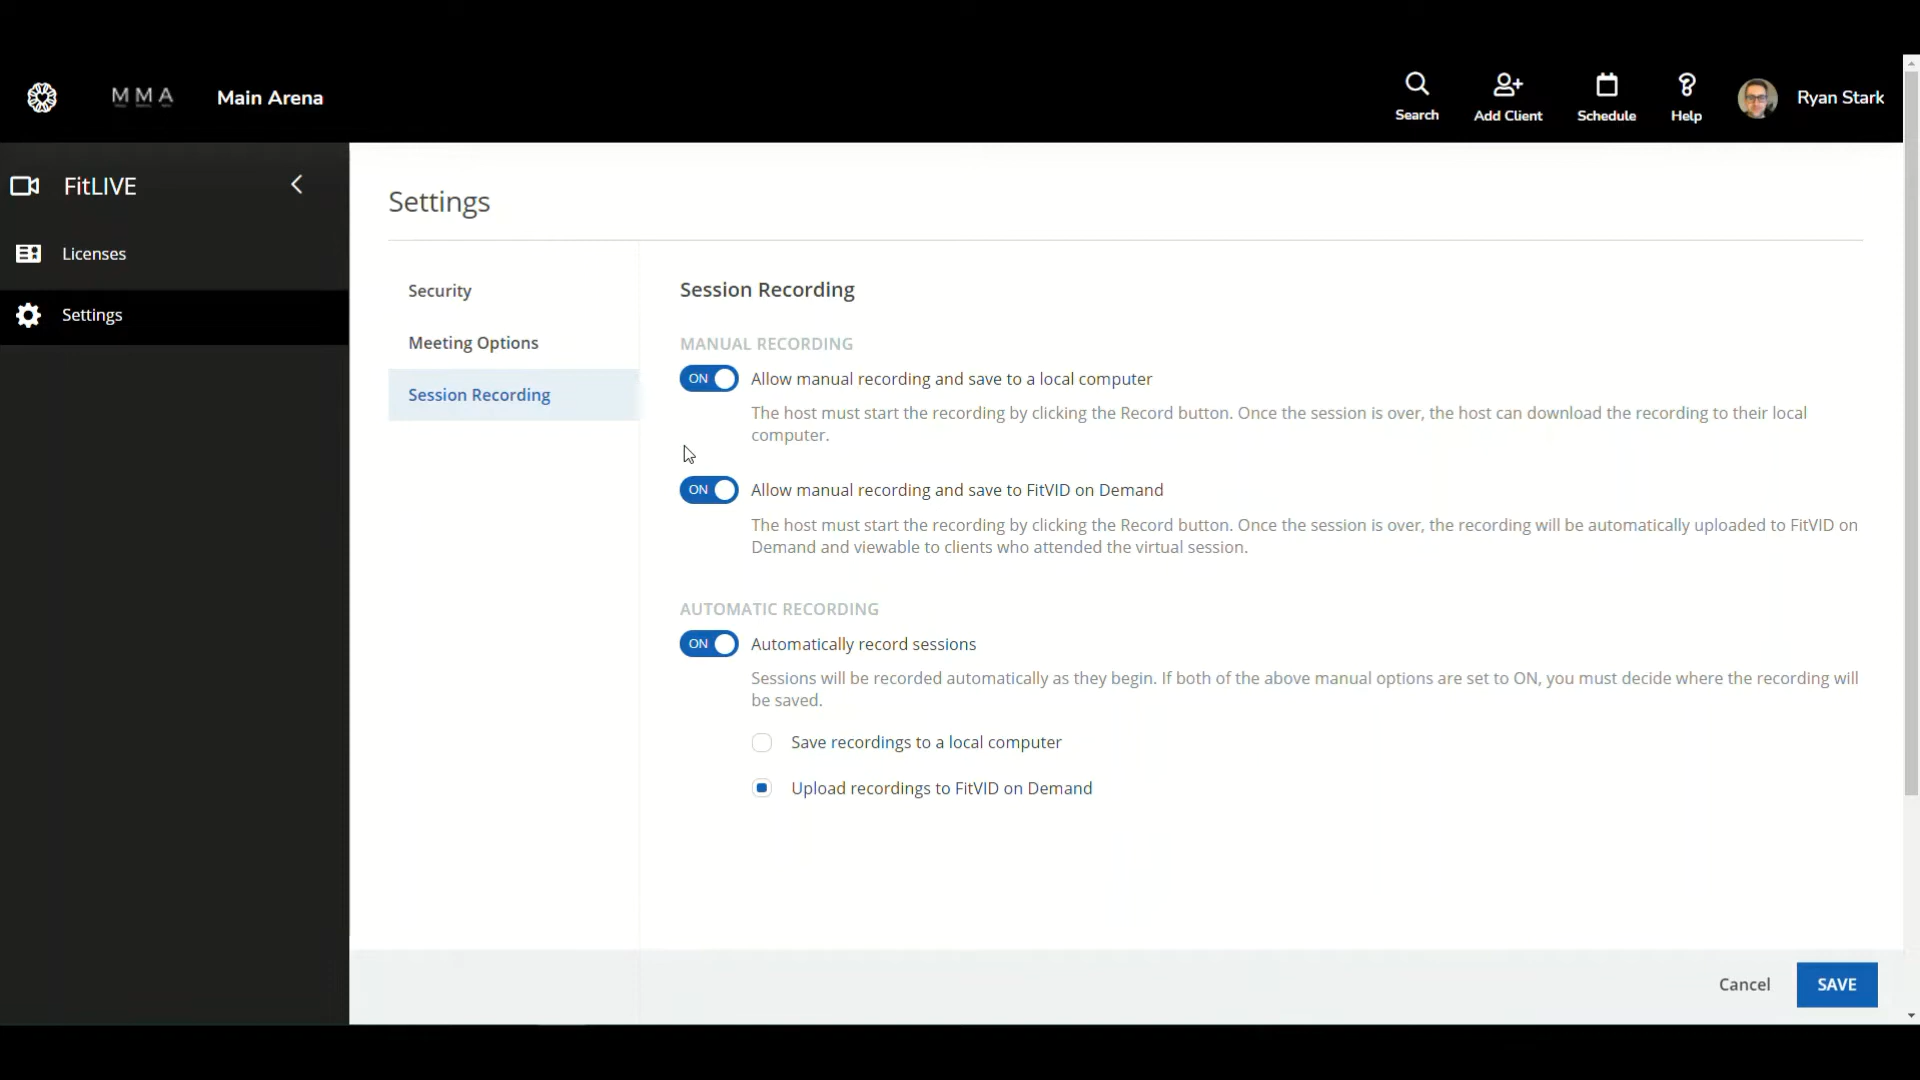 MMA
Main Arena
Search
Add Client
Schedule
Help
Ryan Stark
FitLIVE
Licenses
Settings
Settings
Security
Meeting Options
Session Recording
Session Recording
MANUAL RECORDING
ON
Allow manual recording and save to a local computer
The host must start the recording by clicking the Record button. Once the session is over, the host can download the recording to their local
computer.
ON
Allow manual recording and save to FitVID on Demand
The host must start the recording by clicking the Record button. Once the session is over, the recording will be automatically uploaded to FitVID on
Demand and viewable to clients who attended the virtual session.
AUTOMATIC RECORDING
ON
Automatically record sessions
Sessions will be recorded automatically as they begin. If both of the above manual options are set to ON, you must decide where the recording will
be saved.
Save recordings to a local computer
Upload recordings to FitVID on Demand
Cancel
SAVE